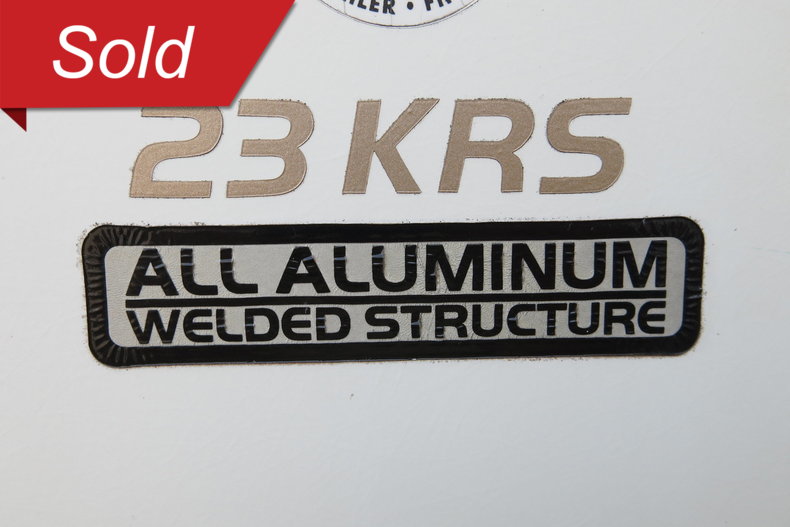 Sold
23 KRS
ALL ALUMINUM
WELDED STRUCTURE